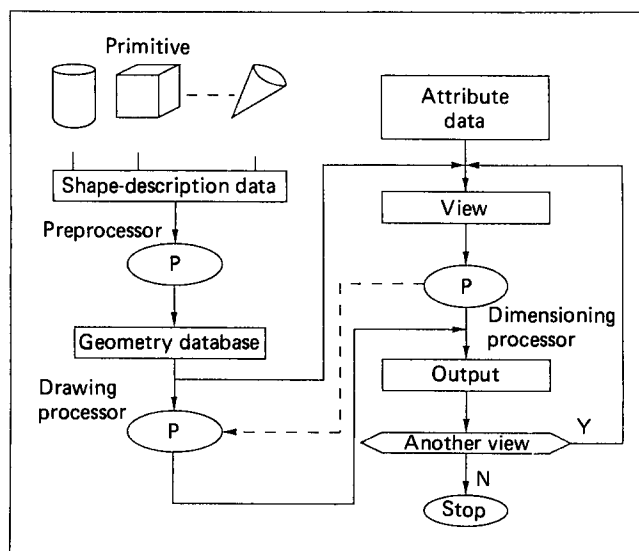 Primitive
Shape-description data
Preprocessor
P
Geometry database
Drawing
processor
P
Attribute
data
View
P
Dimensioning
processor
Output
Another view
Y
N
Stop